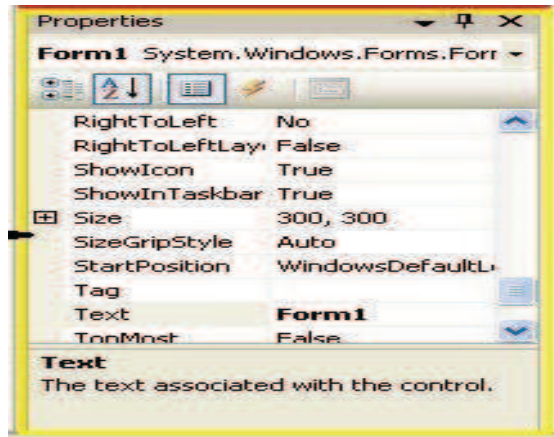 Properties
Form1 System.Windows.Forms.Forr
RightToLeft No
RightToLeftLay False
ShowIcon True
ShowInTaskbar True
Size 300, 300
SizeGripStyle Auto
StartPosition WindowsDefaultL
Tag
Text Form1
TopMost False
Text
The text associated with the control.